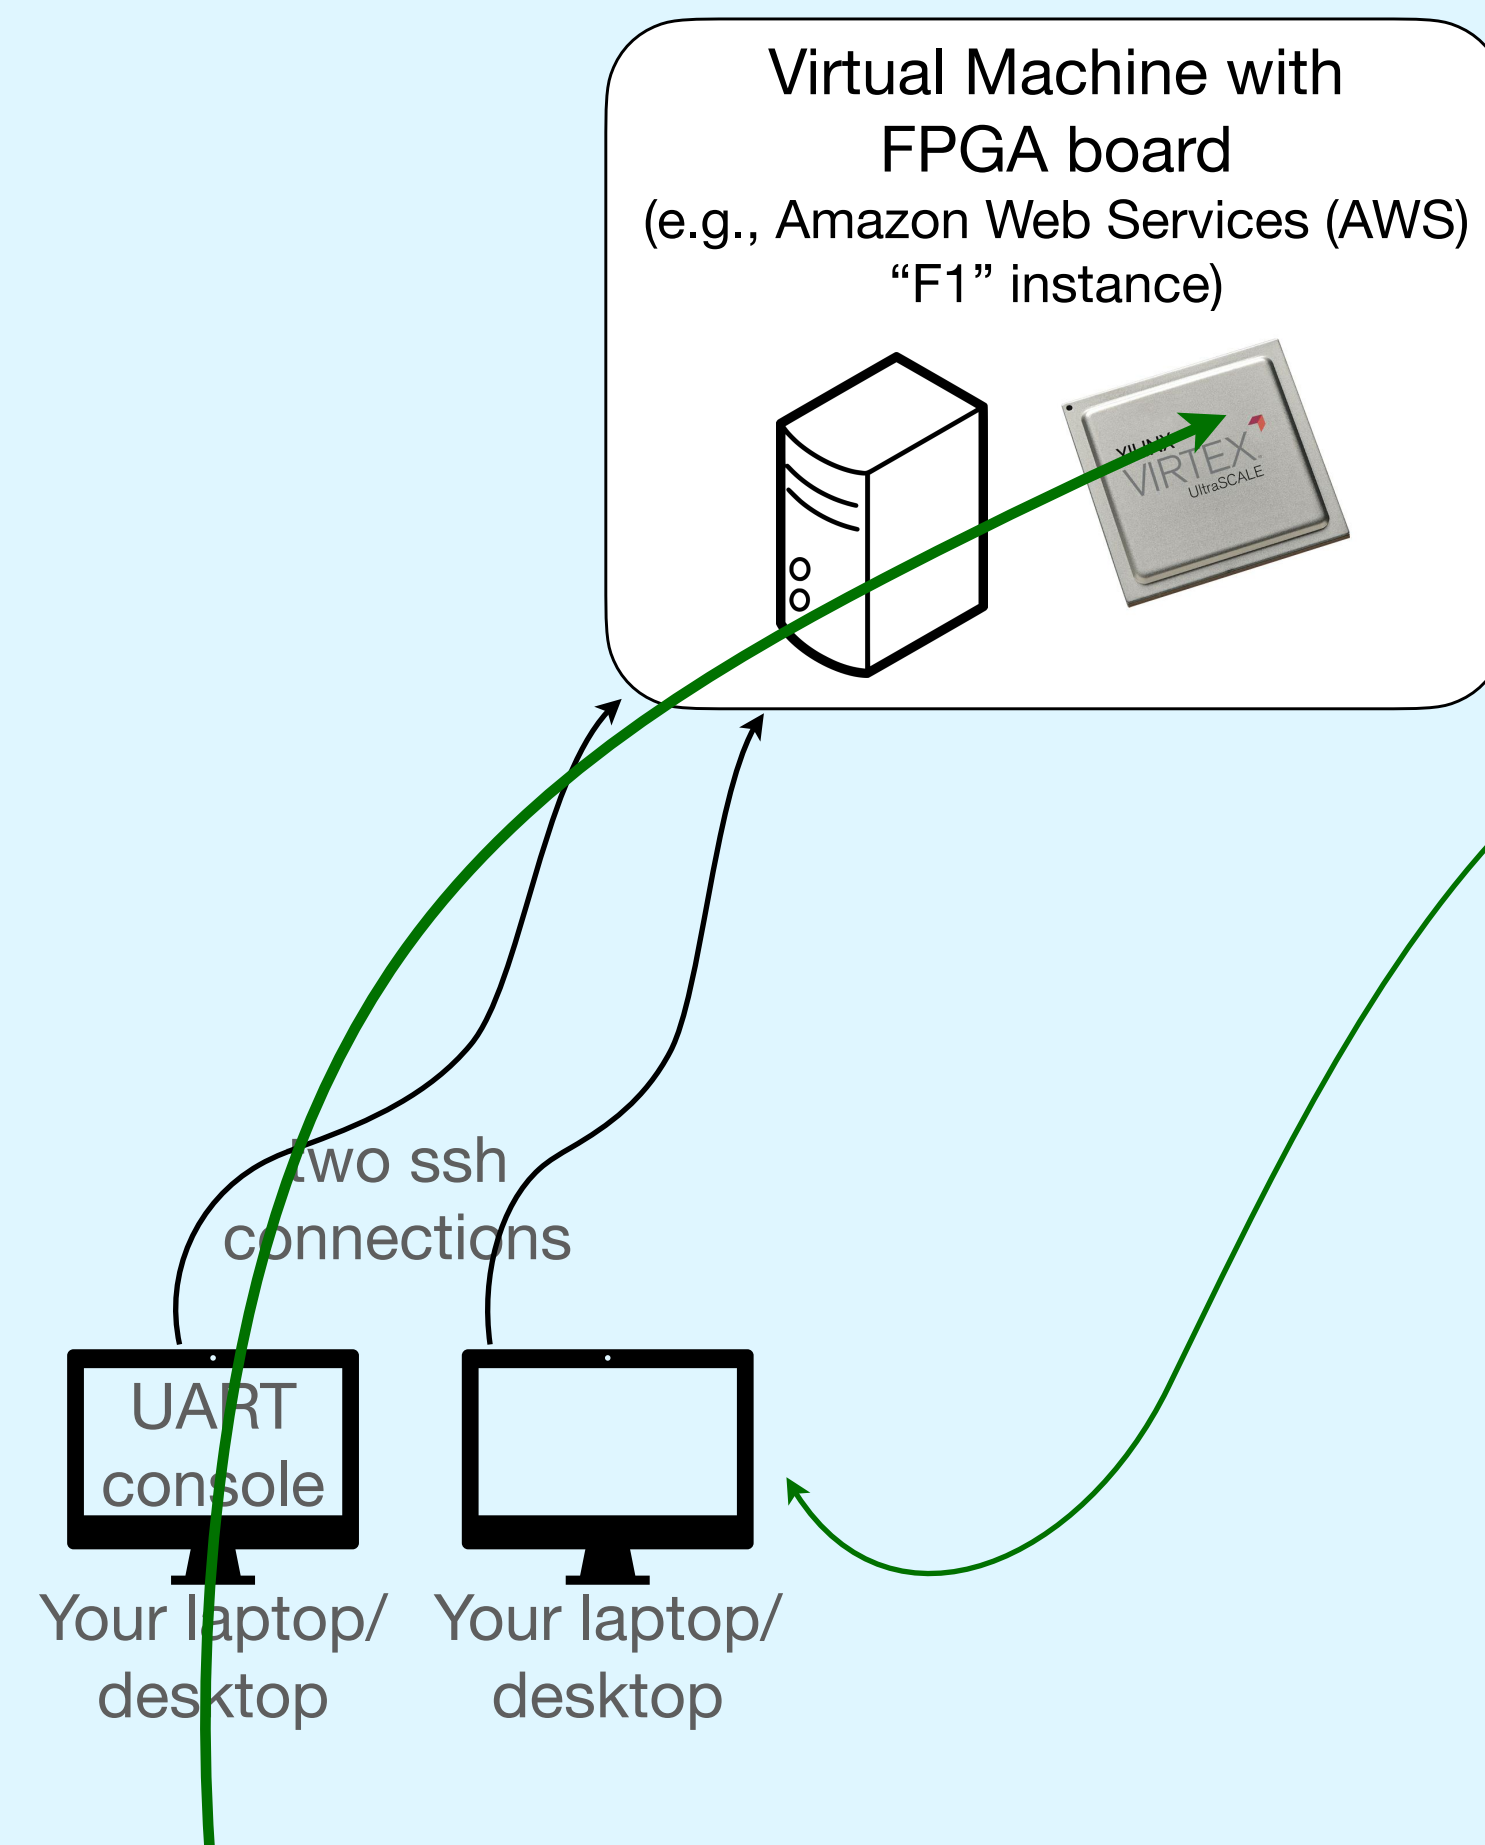 Virtual Machine with
FPGA board
(e.g., Amazon Web Services (AWS)
“F1” instance)
XILINX
VIRTEX
UltraSCALE
two ssh
connections
UART
console
Your laptop/
desktop
Your laptop/
desktop